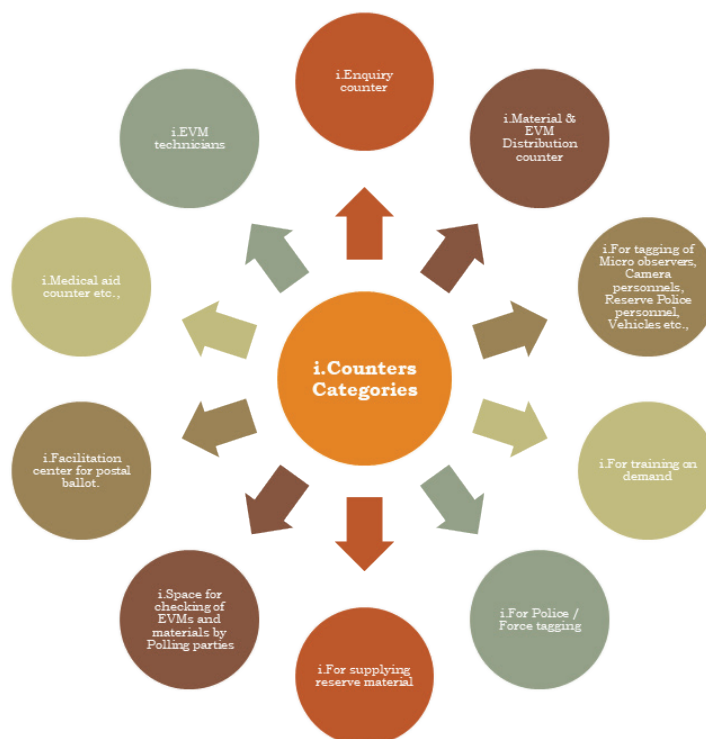 i.Enquiry
counter
i.Material &
EVM
Distribution
counter
i.For tagging of
Micro observers,
Camera
personnels,
Reserve Police
personnel,
Vehicles etc.,
i.For training on
demand
i.For Police /
Force tagging
i.For supplying
reserve material
i.Space for
checking of
EVMs and
materials by
Polling parties
i.Facilitation
center for postal
ballot.
i.Medical aid
counter etc.,
i.EVM
technicians
i.Counters
Categories